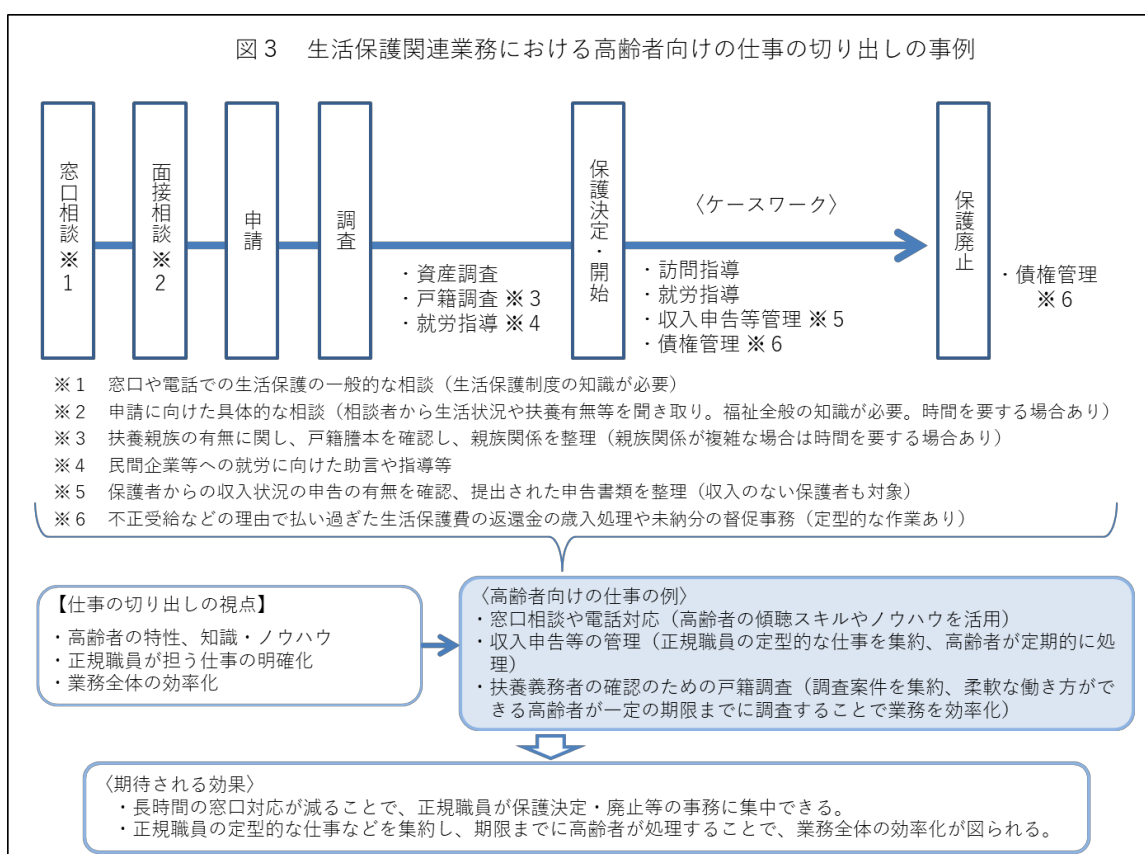 図３　生活保護関連業務における高齢者向けの仕事の切り出しの事例
窓口相談※１
面接相談※２
申請
調査
・資産調査
・戸籍調査※３
・就労指導※４
保護決定・開始
〈ケースワーク〉
・訪問指導
・就労指導
・収入申告等管理※５
・債権管理※６
保護廃止
・債権管理
※６
※１　窓口や電話での生活保護の一般的な相談（生活保護制度の知識が必要）
※２　申請に向けた具体的な相談（相談者から生活状況や扶養有無等を聞き取り。福祉全般の知識が必要。時間を要する場合あり）
※３　扶養親族の有無に関し、戸籍謄本を確認し、親族関係を整理（親族関係が複雑な場合は時間を要する場合あり）
※４　民間企業等への就労に向けた助言や指導等
※５　保護者からの収入状況の申告の有無を確認、提出された申告書類を整理（収入のない保護者も対象）
※６　不正受給などの理由で払い過ぎた生活保護費の返還金の歳入処理や未納分の督促事務（定型的な作業あり）
【仕事の切り出しの視点】
・高齢者の特性、知識・ノウハウ
・正規職員が担う仕事の明確化
・業務全体の効率化
〈高齢者向けの仕事の例〉
・窓口相談や電話対応（高齢者の傾聴スキルやノウハウを活用）
・収入申告等の管理（正規職員の定型的な仕事を集約、高齢者が定期的に処
理）
・扶養義務者の確認のための戸籍調査（調査案件を集約、柔軟な働き方がで
きる高齢者が一定の期限までに調査することで業務を効率化）
〈期待される効果〉
・長時間の窓口対応が減ることで、正規職員が保護決定・廃止等の事務に集中できる。
・正規職員の定型的な仕事などを集約し、期限までに高齢者が処理することで、業務全体の効率化が図られる。